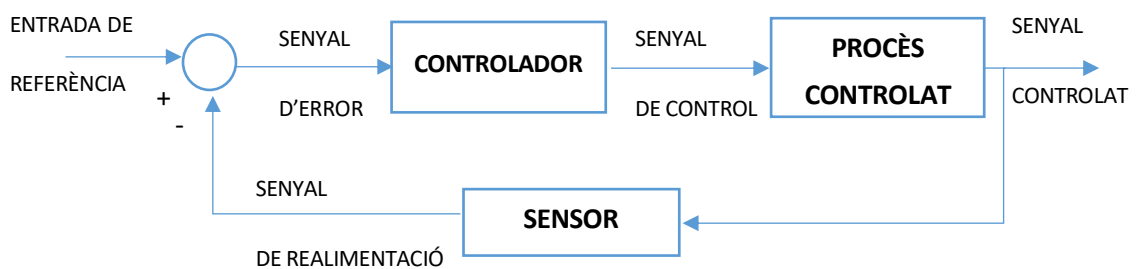 ENTRADA DE
REFERÈNCIA
+
-
SENYAL
D'ERROR
CONTROLADOR
SENYAL
DE CONTROL
PROCÈS
CONTROLAT
SENYAL
CONTROLAT
SENYAL
DE REALIMENTACIÓ
SENSOR